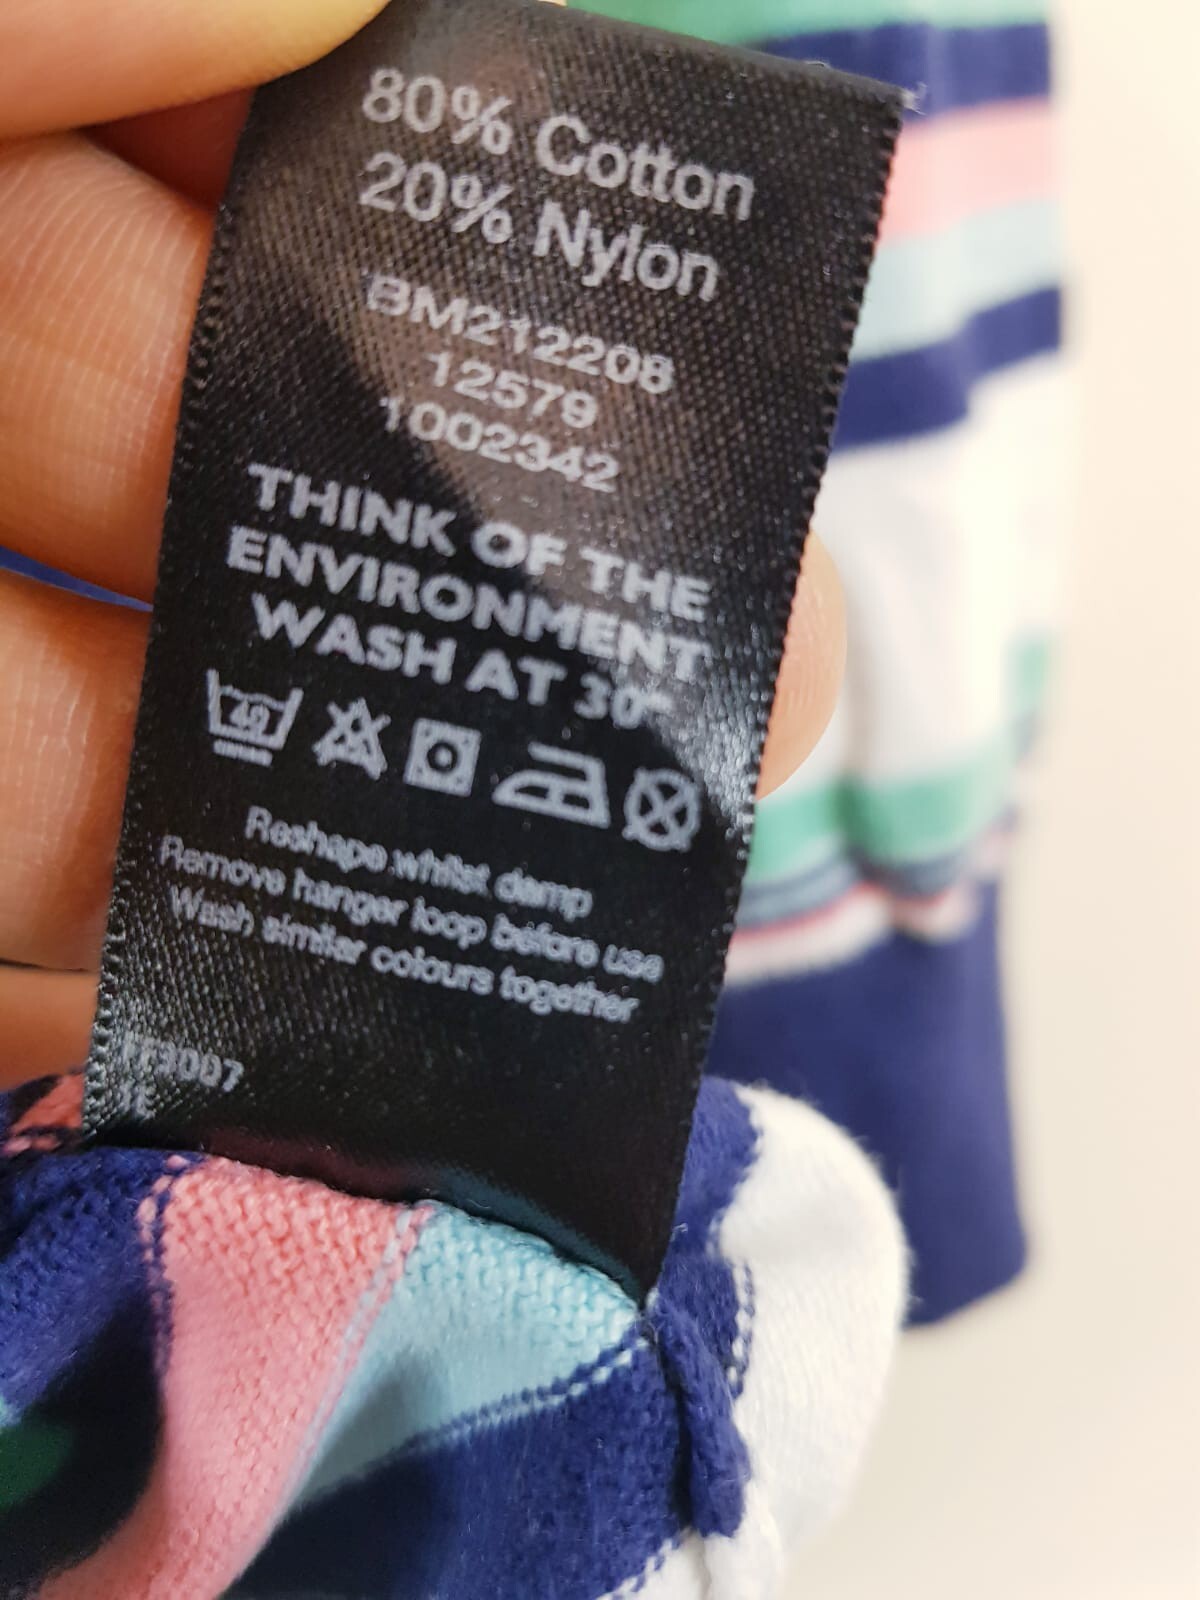 80% Cotton
20% Nylon
BM212208
12579
1002342
THINK OF THE
ENVIRONMENT
WASH AT 30°
40
Reshape whilst damp
Remove hanger loop before use
Wash similar colours together